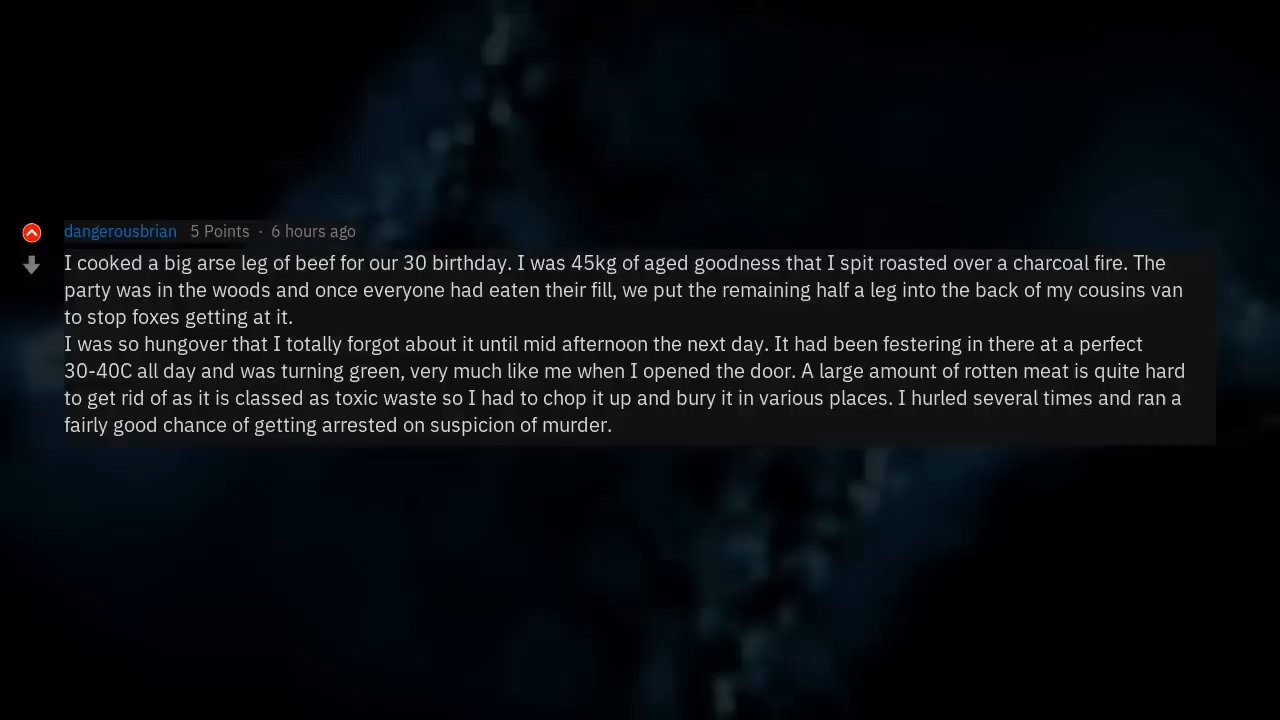 dangerousbrian 5 Points · 6 hours ago
I cooked a big arse leg of beef for our 30 birthday. I was 45kg of aged goodness that I spit roasted over a charcoal fire. The
party was in the woods and once everyone had eaten their fill, we put the remaining half a leg into the back of my cousins van
to stop foxes getting at it.
I was so hungover that I totally forgot about it until mid afternoon the next day. It had been festering in there at a perfect
30-40C all day and was turning green, very much like me when I opened the door. A large amount of rotten meat is quite hard
to get rid of as it is classed as toxic waste so I had to chop it up and bury it in various places. I hurled several times and ran a
fairly good chance of getting arrested on suspicion of murder.